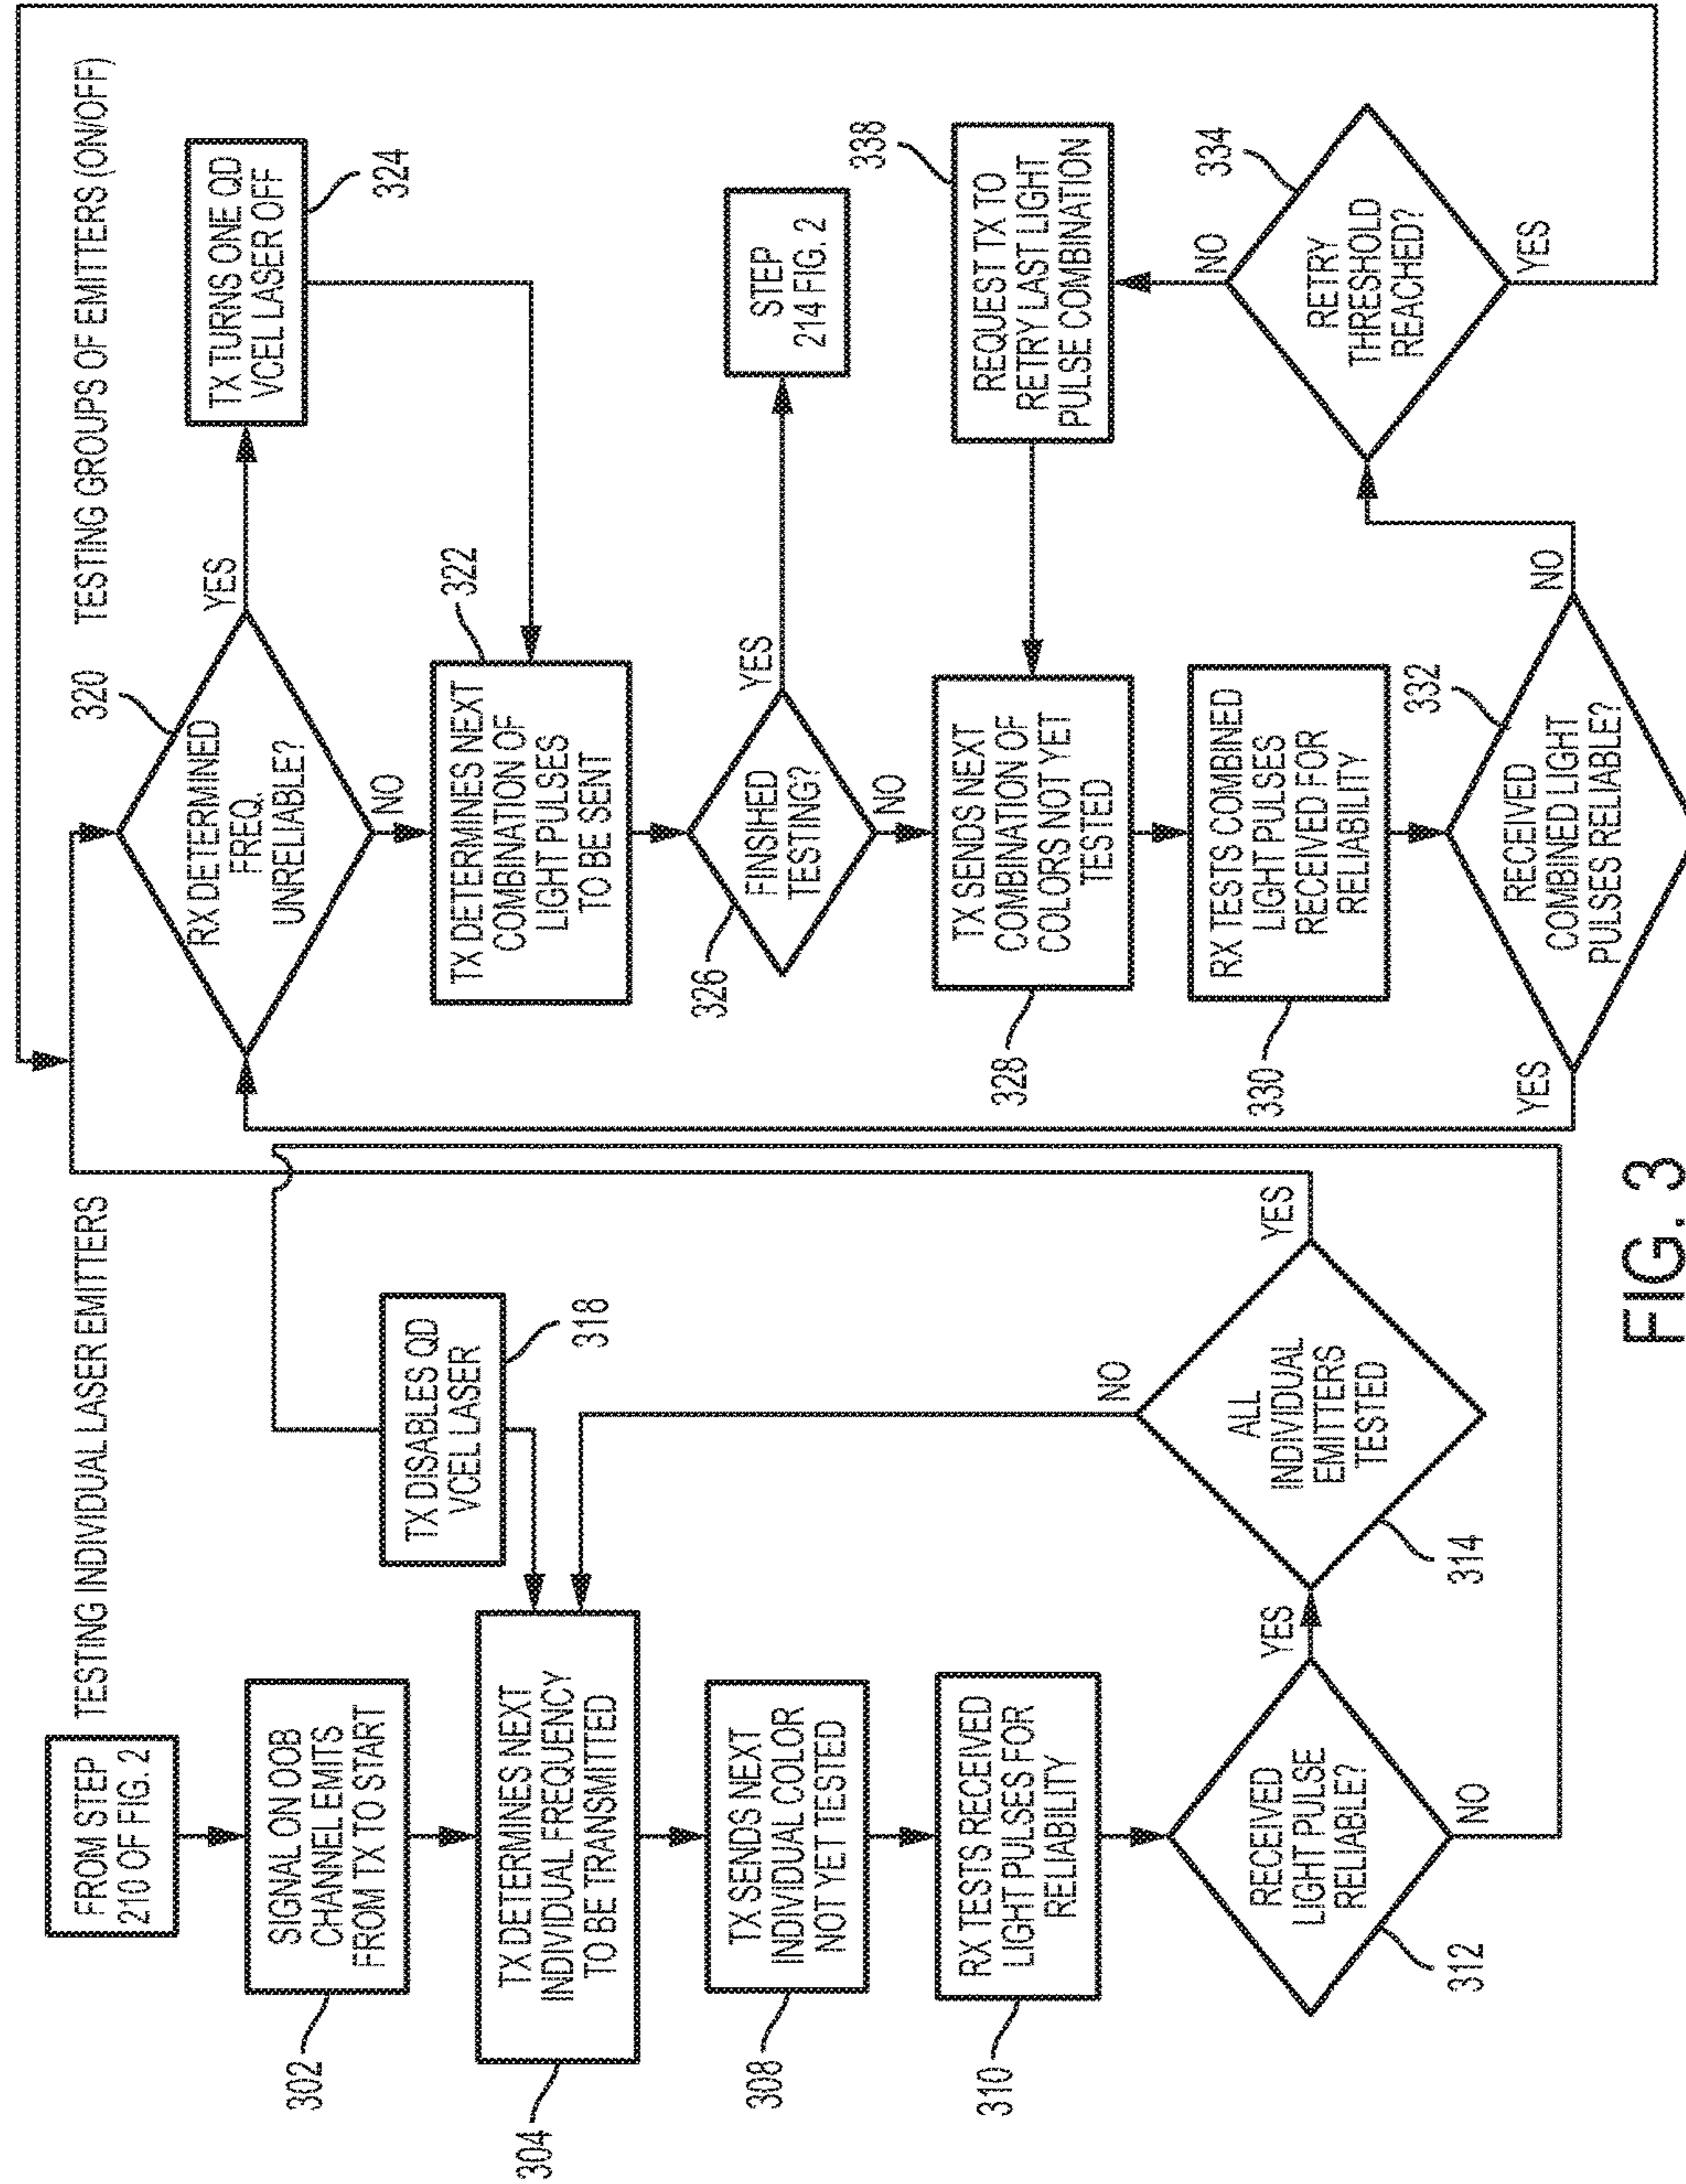 TESTING INDIVIDUAL LASER EMITTERS
FROM STEP
210 OF FIG. 2
SIGNAL ON OOB
CHANNEL EMITS
FROM TX TO START
302
TX DISABLES QD
VCEL LASER
318
TX DETERMINES NEXT
INDIVIDUAL FREQUENCY
TO BE TRANSMITTED
304
TX SENDS NEXT
INDIVIDUAL COLOR
NOT YET TESTED
308
RX TESTS RECEIVED
LIGHT PULSES FOR
RELIABILITY
310
RECEIVED
LIGHT PULSE
RELIABLE?
312
YES
NO
ALL
INDIVIDUAL
EMITTERS
TESTED
314
NO
YES
TESTING GROUPS OF EMITTERS (ON/OFF)
320
RX DETERMINED
FREQ.
UNRELIABLE?
YES
NO
TX TURNS ONE QD
VCEL LASER OFF
324
322
TX DETERMINES NEXT
COMBINATION OF
LIGHT PULSES
TO BE SENT
326
FINISHED
TESTING?
YES
NO
STEP
214 FIG. 2
TX SENDS NEXT
COMBINATION OF
COLORS NOT YET
TESTED
328
338
REQUEST TX TO
RETRY LAST LIGHT
PULSE COMBINATION
RX TESTS COMBINED
LIGHT PULSES
RECEIVED FOR
RELIABILITY
330
332
RECEIVED
COMBINED LIGHT
PULSES RELIABLE?
YES
NO
334
RETRY
THRESHOLD
REACHED?
NO
YES
FIG. 3